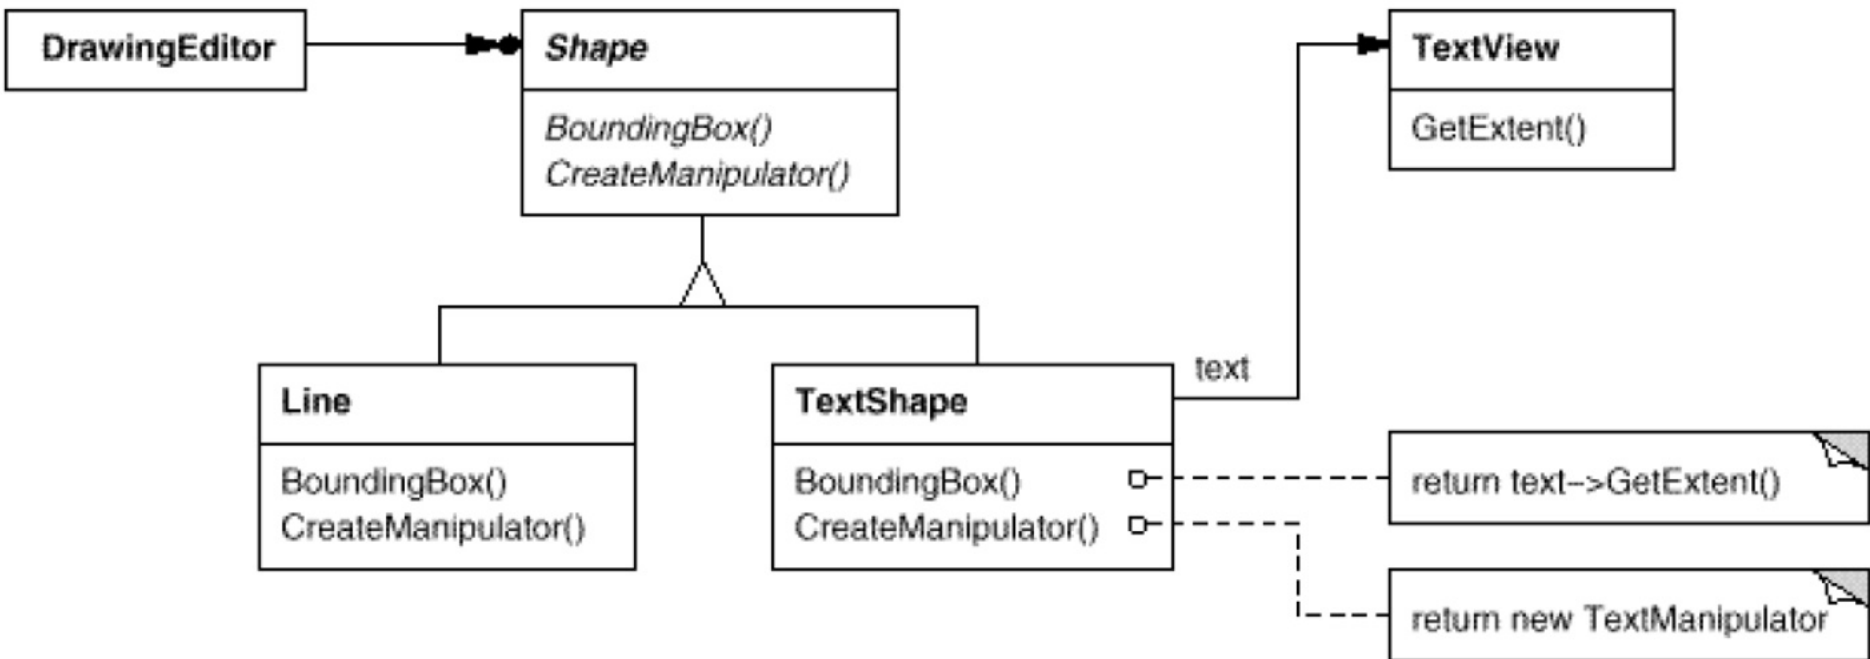 DrawingEditor
Shape
BoundingBox()
CreateManipulator()
TextView
GetExtent()
Line
BoundingBox()
CreateManipulator()
TextShape
BoundingBox()
CreateManipulator()
text
return text-->GetExtent()
return new TextManipulator